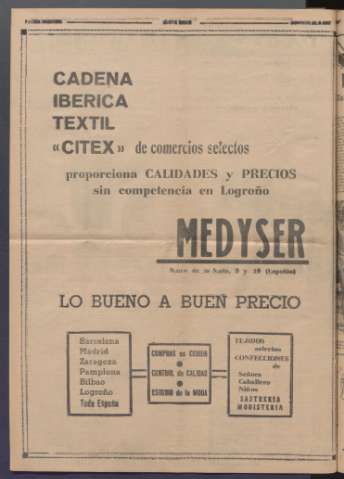 CADENA
IBERICA
TEXTIL
«CITEX» de comercios selectos
proporciona CALIDADES y PRECIOS
sin competencia en Logroño
MEDYSER
(Logroño)
LO BUENO A BUEN PRECIO
Barcelona
Madrid
Zaragoza
Pamplona
Bilbao
Logroño
Toda España
COMPRAS en COMUN
CONTROL de CALIDAD
ESTUDIO de la MODA
TEJIDOS
selectos
CONFECCIONES
de
Señora
Caballero
Niños
SASTRERIA
MODISTERIA